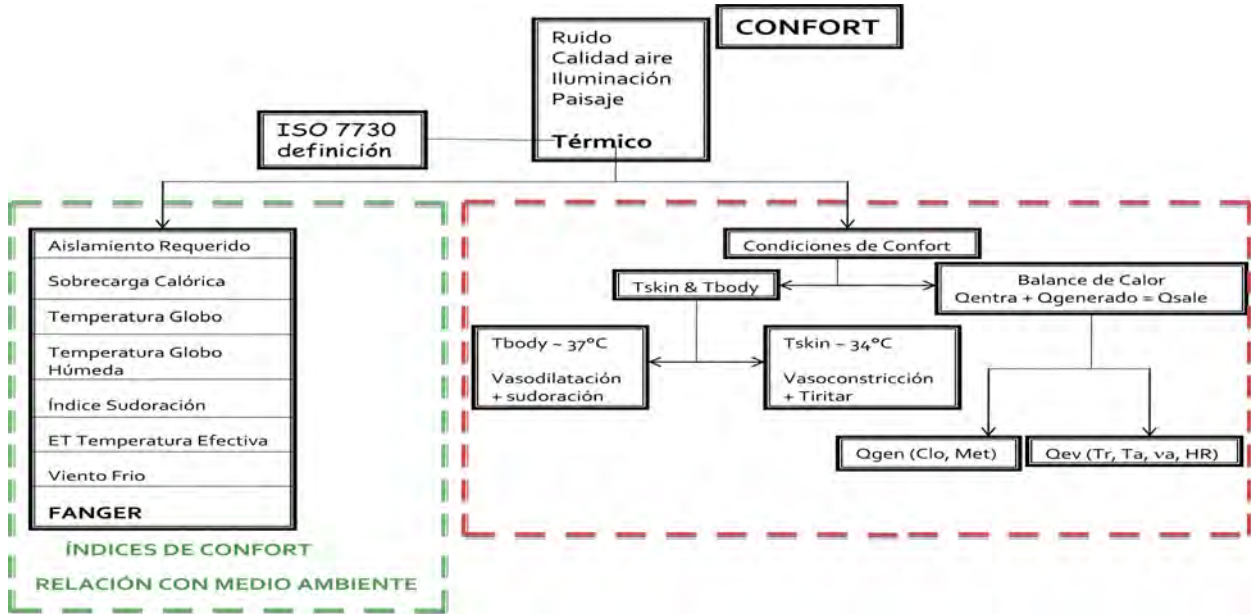 CONFORT
Ruido
Calidad aire
Iluminación
Paisaje
Térmico
ISO 7730
definición
Aislamiento Requerido
Sobrecarga Calórica
Temperatura Globo
Temperatura Globo
Húmeda
Índice Sudoración
ET Temperatura Efectiva
Viento Frio
FANGER
ÍNDICES DE CONFORT
RELACIÓN CON MEDIO AMBIENTE
Condiciones de Confort
Tskin & Tbody
Balance de Calor
Qentra + Qgenerado = Qsale
Tbody ~ 37°C
Vasodilatación
+ sudoración
Tskin ~ 34°C
Vasoconstricción
+ Tiritar
Qgen (Clo, Met)
Qev (Tr, Ta, va, HR)